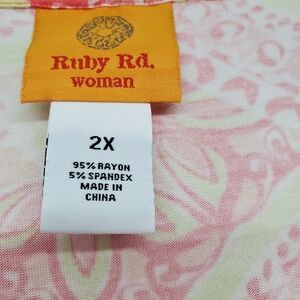 Ruby Rd.
woman
2X
95% RAYON
5% SPANDEX
MADE IN
CHINA